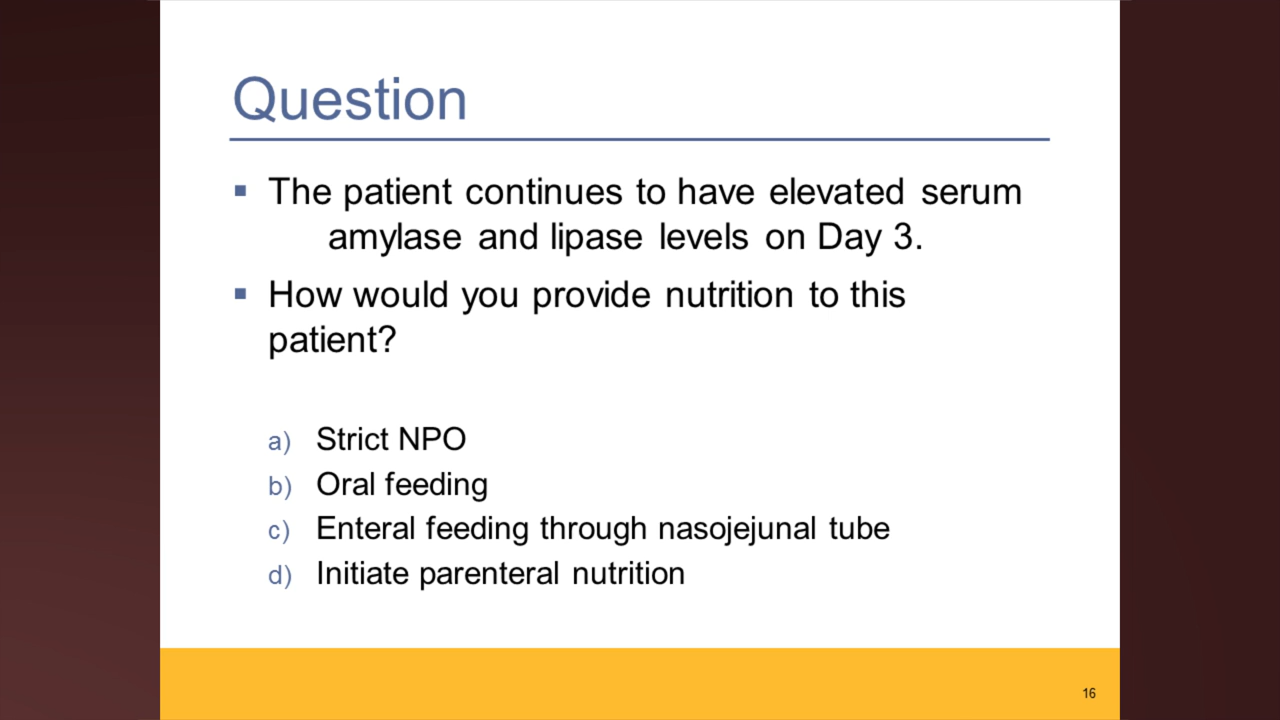 Question
▪ The patient continues to have elevated serum
amylase and lipase levels on Day 3.
▪ How would you provide nutrition to this
patient?
a) Strict NPO
b) Oral feeding
c) Enteral feeding through nasojejunal tube
d) Initiate parenteral nutrition
16